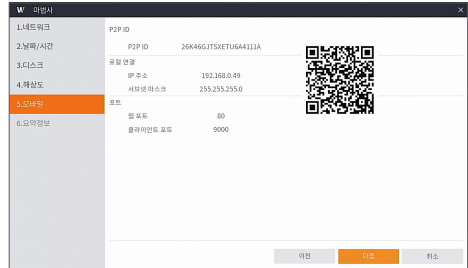 W 마법사 ×
1.네트워크
2.날짜/시간
3.디스크
4.해상도
5.모바일
6.요약정보
P2P ID
P2P ID 26K46GJTSXETU6A4111A
로컬 연결
IP 주소 192.168.0.49
서브넷 마스크 255.255.255.0
포트
웹 포트 80
클라이언트 포트 9000
이전 다음 취소